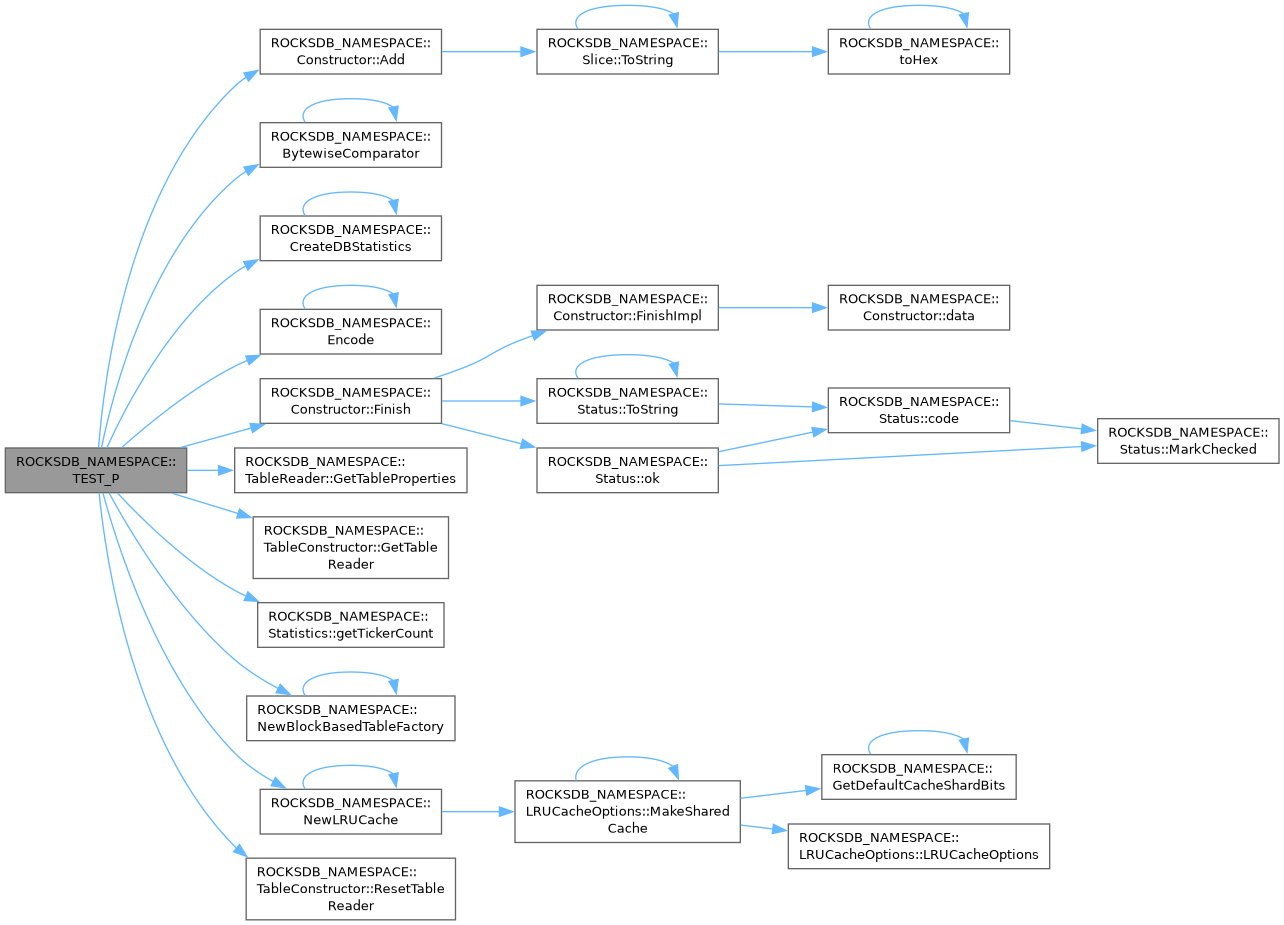 ROCKSDB_NAMESPACE::
TEST_P
ROCKSDB_NAMESPACE::
Constructor::Add
ROCKSDB_NAMESPACE::
Slice::ToString
ROCKSDB_NAMESPACE::
toHex
ROCKSDB_NAMESPACE::
BytewiseComparator
ROCKSDB_NAMESPACE::
CreateDBStatistics
ROCKSDB_NAMESPACE::
Encode
ROCKSDB_NAMESPACE::
Constructor::Finish
ROCKSDB_NAMESPACE::
Constructor::FinishImpl
ROCKSDB_NAMESPACE::
Constructor::data
ROCKSDB_NAMESPACE::
Status::ToString
ROCKSDB_NAMESPACE::
Status::code
ROCKSDB_NAMESPACE::
Status::MarkChecked
ROCKSDB_NAMESPACE::
Status::ok
ROCKSDB_NAMESPACE::
TableReader::GetTableProperties
ROCKSDB_NAMESPACE::
TableConstructor::GetTable
Reader
ROCKSDB_NAMESPACE::
Statistics::getTickerCount
ROCKSDB_NAMESPACE::
NewBlockBasedTableFactory
ROCKSDB_NAMESPACE::
NewLRUCache
ROCKSDB_NAMESPACE::
LRUCacheOptions::MakeShared
Cache
ROCKSDB_NAMESPACE::
GetDefaultCacheShardBits
ROCKSDB_NAMESPACE::
LRUCacheOptions::LRUCacheOptions
ROCKSDB_NAMESPACE::
TableConstructor::ResetTable
Reader